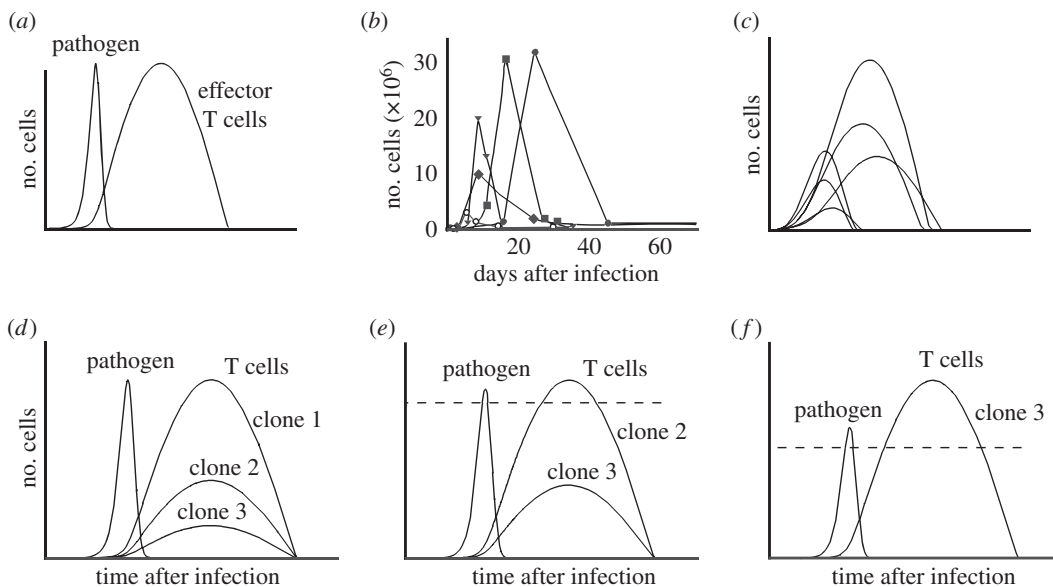 (a)
pathogen
effector
T cells
no. cells
(b)
no. cells (×10⁶)
30
20
10
0
20
40
60
days after infection
(c)
(d)
pathogen
T cells
clone 1
clone 2
clone 3
no. cells
time after infection
(e)
pathogen
T cells
clone 2
clone 3
time after infection
(f)
T cells
pathogen
clone 3
time after infection